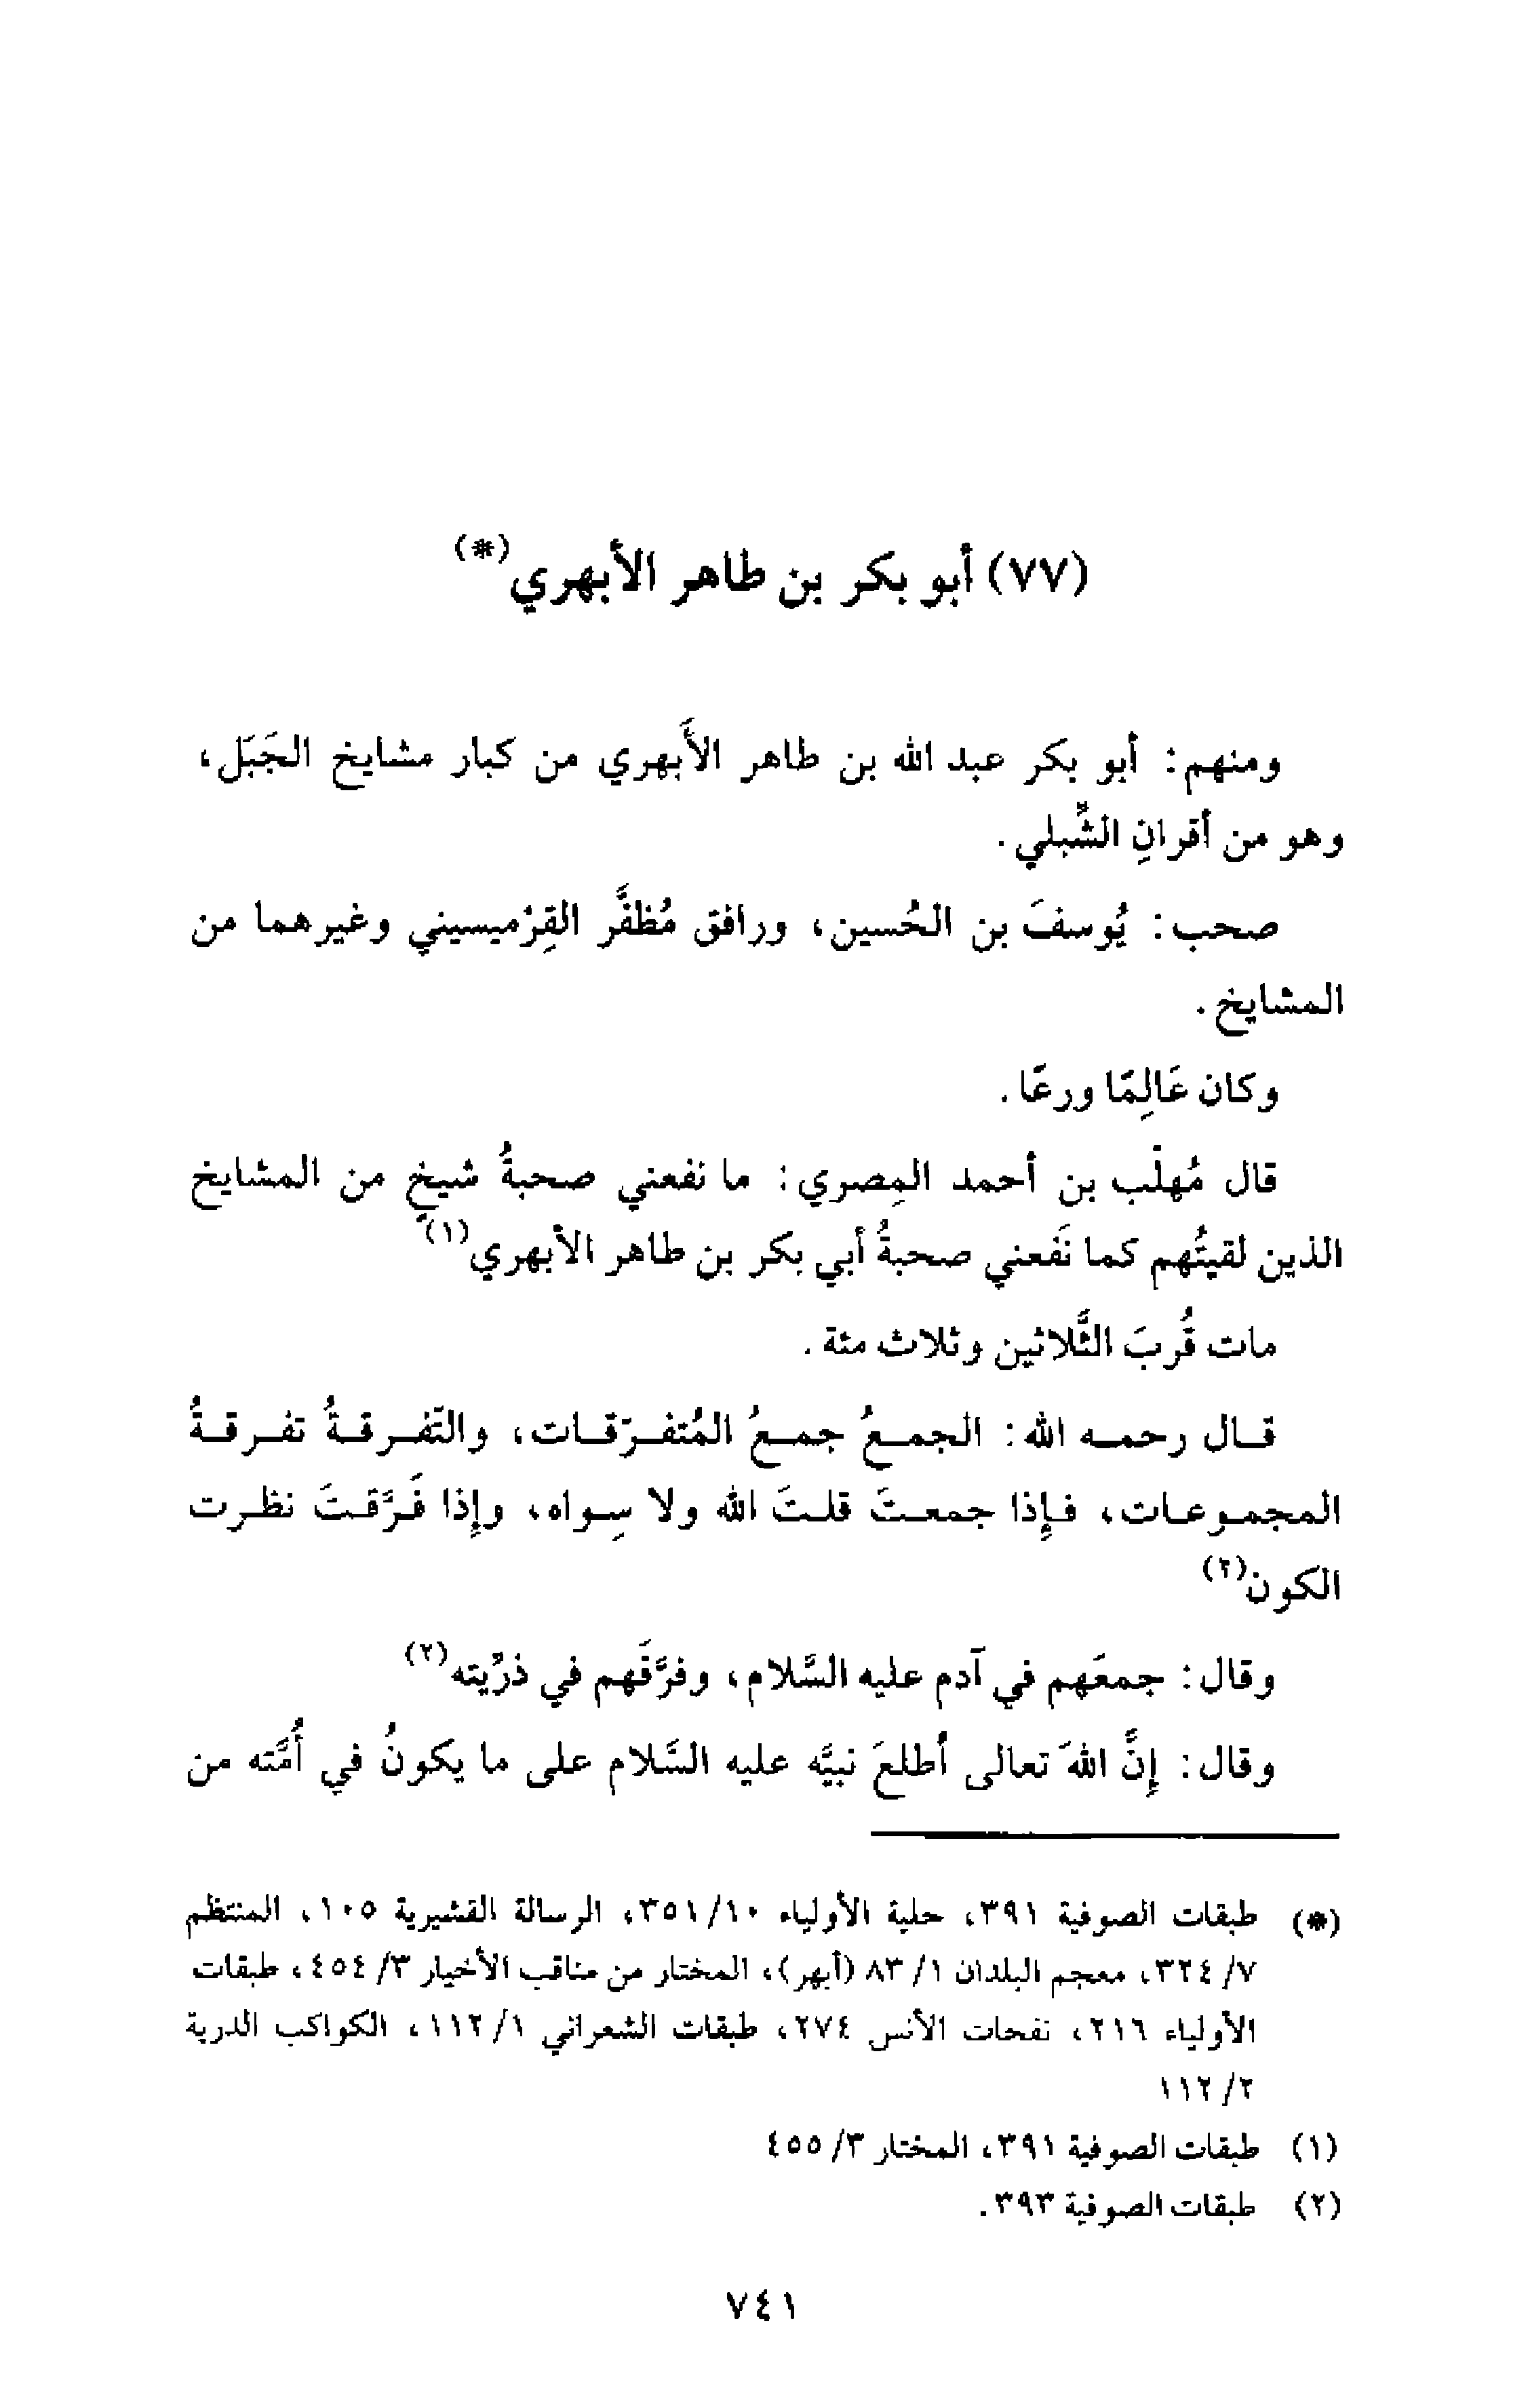 (٧٧) أبو بكر بن طاهر الأبهري(*)
ومنهم: أبو بكر عبد الله بن طاهر الأَبهري من كبار مشايخ الجَبَل،
وهو من أقرانِ الشِّبلي.
صحب: يُوسفَ بن الحُسين، ورافق مُظفَّر القِرْميسيني وغيرهما من
المشايخ.
وكان عَالِمًا ورعًا.
قال مُهلّب بن أحمد المِصري: ما نفعني صحبةُ شيخٍ من المشايخ
الذين لقيتُهم كما نَفعني صحبةُ أبي بكر بن طاهر الأبهري(١)
مات قُربَ الثَّلاثين وثلاث مئة.
قال رحمه الله: الجمعُ جمعُ المُتفرّقات، والتّفرقةُ تفرقةُ
المجموعات، فإذا جمعتَ قلتَ الله ولا سِواه، وإذا فَرَّقتَ نظرت
الكون(٢)
وقال: جمعَهم في آدم عليه السَّلام، وفرَّقَهم في ذرِّيته(٢)
وقال: إنَّ اللهَ تعالى أطلعَ نبيَّه عليه السَّلام على ما يكونُ في أُمَّته من
(*) طبقات الصوفية ٣٩١، حلية الأولياء ١٠/ ٣٥١، الرسالة القشيرية ١٠٥، المنتظم
٧/ ٣٢٤، معجم البلدان ١/ ٨٣ (أبهر)، المختار من مناقب الأخيار ٣/ ٤٥٤، طبقات
الأولياء ٢١٦، نفحات الأنس ٢٧٤، طبقات الشعراني ١/ ١١٢، الكواكب الدرية
٢/ ١١٢
(١) طبقات الصوفية ٣٩١، المختار ٣/ ٤٥٥
(٢) طبقات الصوفية ٣٩٣.
٧٤١